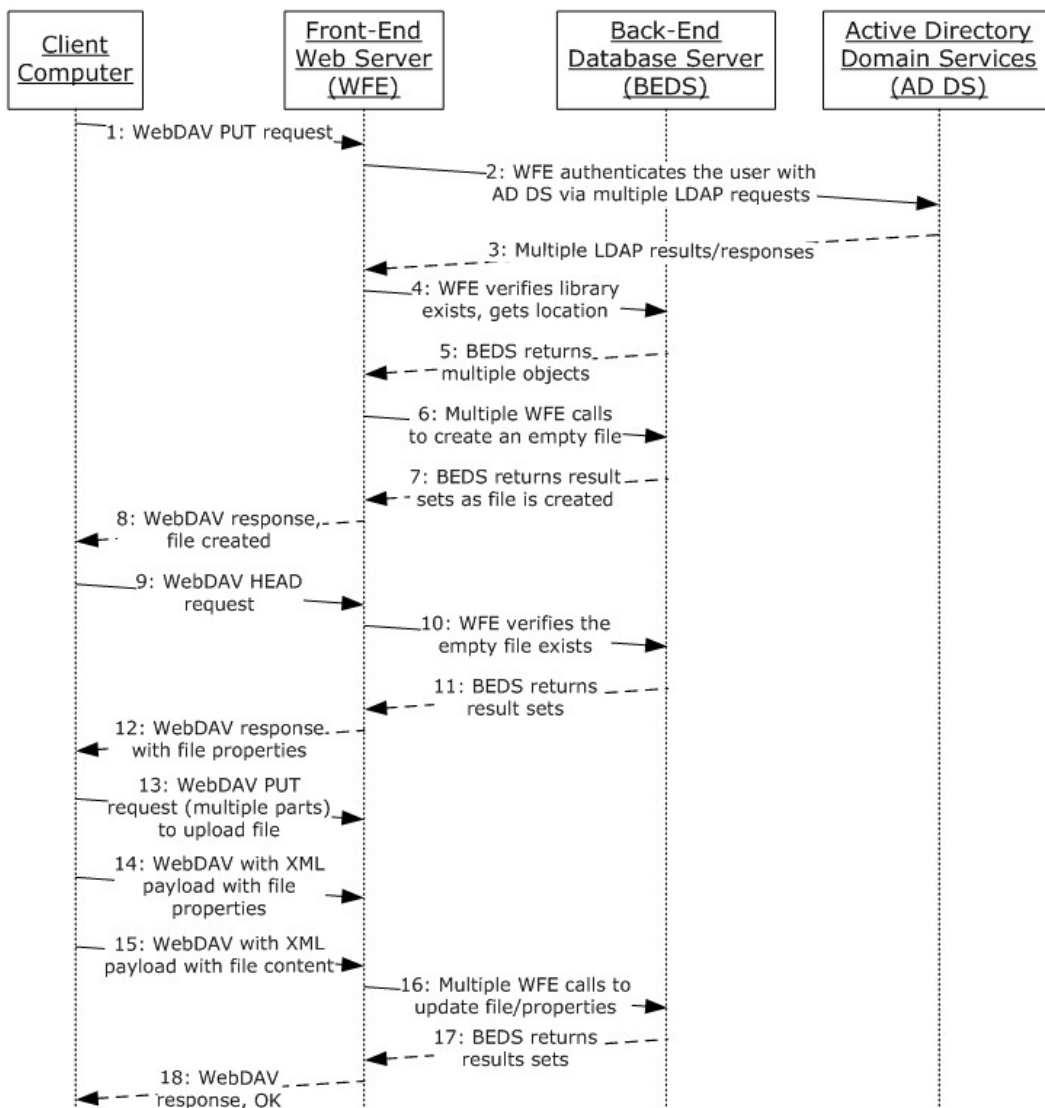 Client
Computer
Front-End
Web Server
(WFE)
Back-End
Database Server
(BEDS)
Active Directory
Domain Services
(AD DS)
1: WebDAV PUT request
2: WFE authenticates the user with
AD DS via multiple LDAP requests
3: Multiple LDAP results/responses
4: WFE verifies library
exists, gets location
5: BEDS returns
multiple objects
6: Multiple WFE calls
to create an empty file
7: BEDS returns result
sets as file is created
8: WebDAV response,
file created
9: WebDAV HEAD
request
10: WFE verifies the
empty file exists
11: BEDS returns
result sets
12: WebDAV response
with file properties
13: WebDAV PUT
request (multiple parts)
to upload file
14: WebDAV with XML
payload with file
properties
15: WebDAV with XML
payload with file content
16: Multiple WFE calls to
update file/properties
17: BEDS returns
results sets
18: WebDAV
response, OK